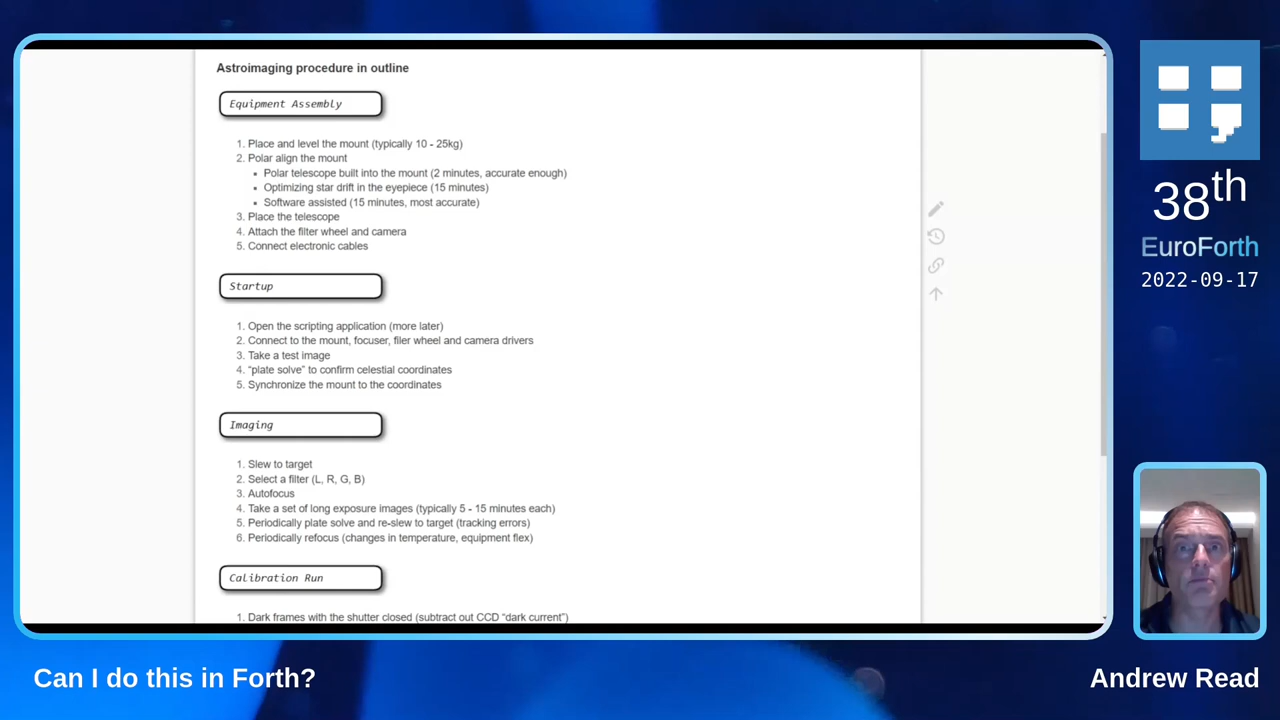 Astroimaging procedure in outline
Equipment Assembly
1. Place and level the mount (typically 10 - 25kg)
2. Polar align the mount
Polar telescope built into the mount (2 minutes, accurate enough)
Optimizing star drift in the eyepiece (15 minutes)
Software assisted (15 minutes, most accurate)
3. Place the telescope
4. Attach the filter wheel and camera
5. Connect electronic cables
Startup
1. Open the scripting application (more later)
2. Connect to the mount, focuser, filer wheel and camera drivers
3. Take a test image
4. “plate solve” to confirm celestial coordinates
5. Synchronize the mount to the coordinates
Imaging
1. Slew to target
2. Select a filter (L, R, G, B)
3. Autofocus
4. Take a set of long exposure images (typically 5 - 15 minutes each)
5. Periodically plate solve and re-slew to target (tracking errors)
6. Periodically refocus (changes in temperature, equipment flex)
Calibration Run
1. Dark frames with the shutter closed (subtract out CCD “dark current”)
38th
EuroForth
2022-09-17
Can I do this in Forth?
Andrew Read